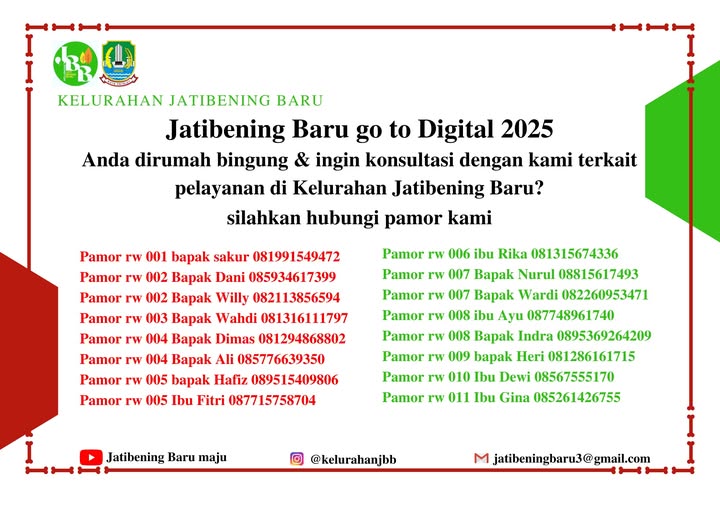 JBB
KELURAHAN JATIBENING BARU
Jatibening Baru go to Digital 2025
Anda dirumah bingung & ingin konsultasi dengan kami terkait
pelayanan di Kelurahan Jatibening Baru?
silahkan hubungi pamor kami
Pamor rw 001 bapak sakur 081991549472
Pamor rw 002 Bapak Dani 085934617399
Pamor rw 002 Bapak Willy 082113856594
Pamor rw 003 Bapak Wahdi 081316111797
Pamor rw 004 Bapak Dimas 081294868802
Pamor rw 004 Bapak Ali 085776639350
Pamor rw 005 bapak Hafiz 089515409806
Pamor rw 005 Ibu Fitri 087715758704
Pamor rw 006 ibu Rika 081315674336
Pamor rw 007 Bapak Nurul 08815617493
Pamor rw 007 Bapak Wardi 082260953471
Pamor rw 008 ibu Ayu 087748961740
Pamor rw 008 Bapak Indra 0895369264209
Pamor rw 009 bapak Heri 081286161715
Pamor rw 010 Ibu Dewi 08567555170
Pamor rw 011 Ibu Gina 085261426755
Jatibening Baru maju
@kelurahanjbb
jatibeningbaru3@gmail.com